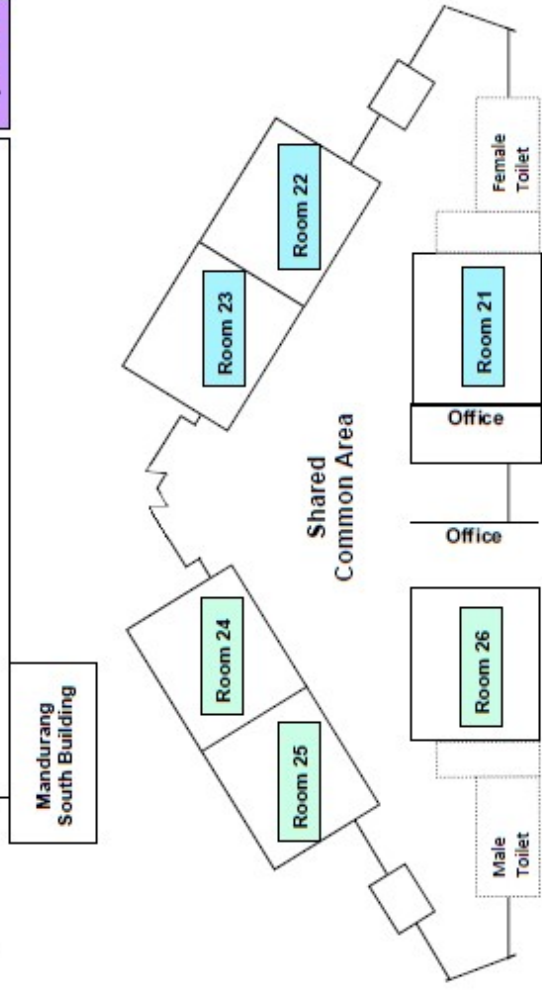 Mandurang
South Building
Room 22
Room 23
Room 24
Room 25
Shared
Common Area
Female
Toilet
Room 21
Office
Office
Room 26
Male
Toilet